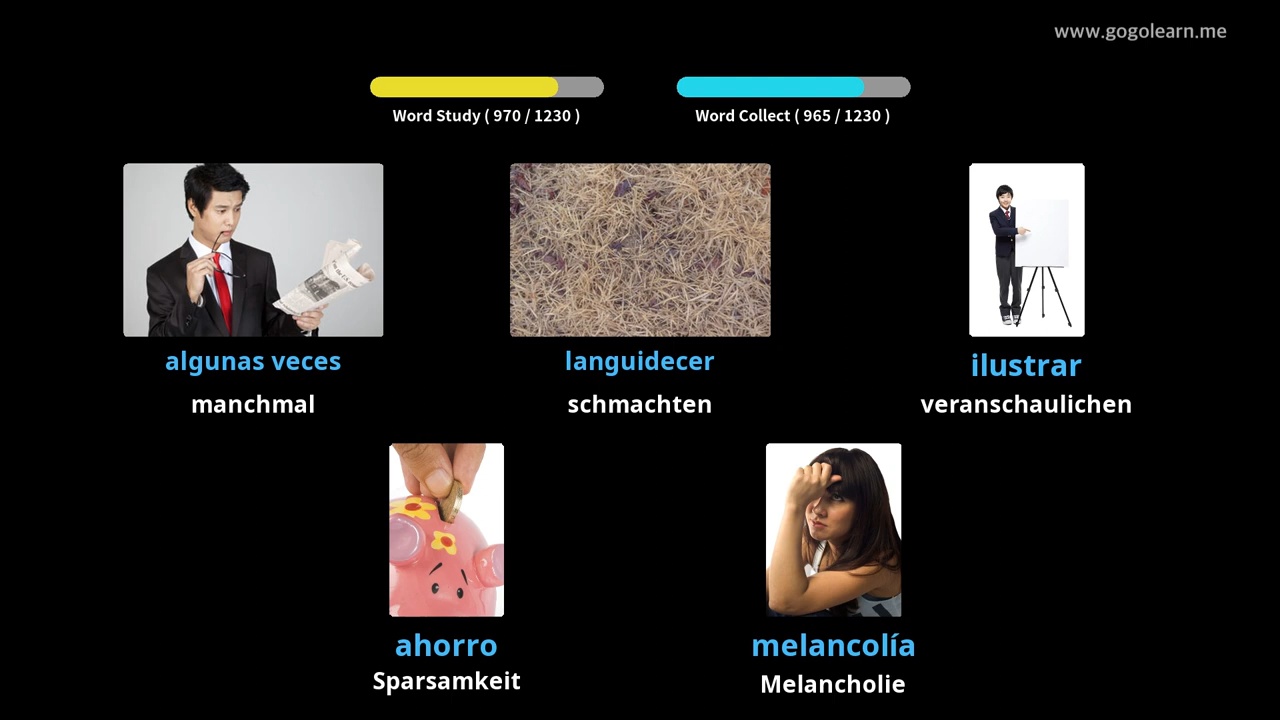 www.gogolearn.me
Word Study ( 970 / 1230 )
Word Collect ( 965 / 1230 )
algunas veces
manchmal
languidecer
schmachten
ilustrar
veranschaulichen
ahorro
Sparsamkeit
melancolía
Melancholie